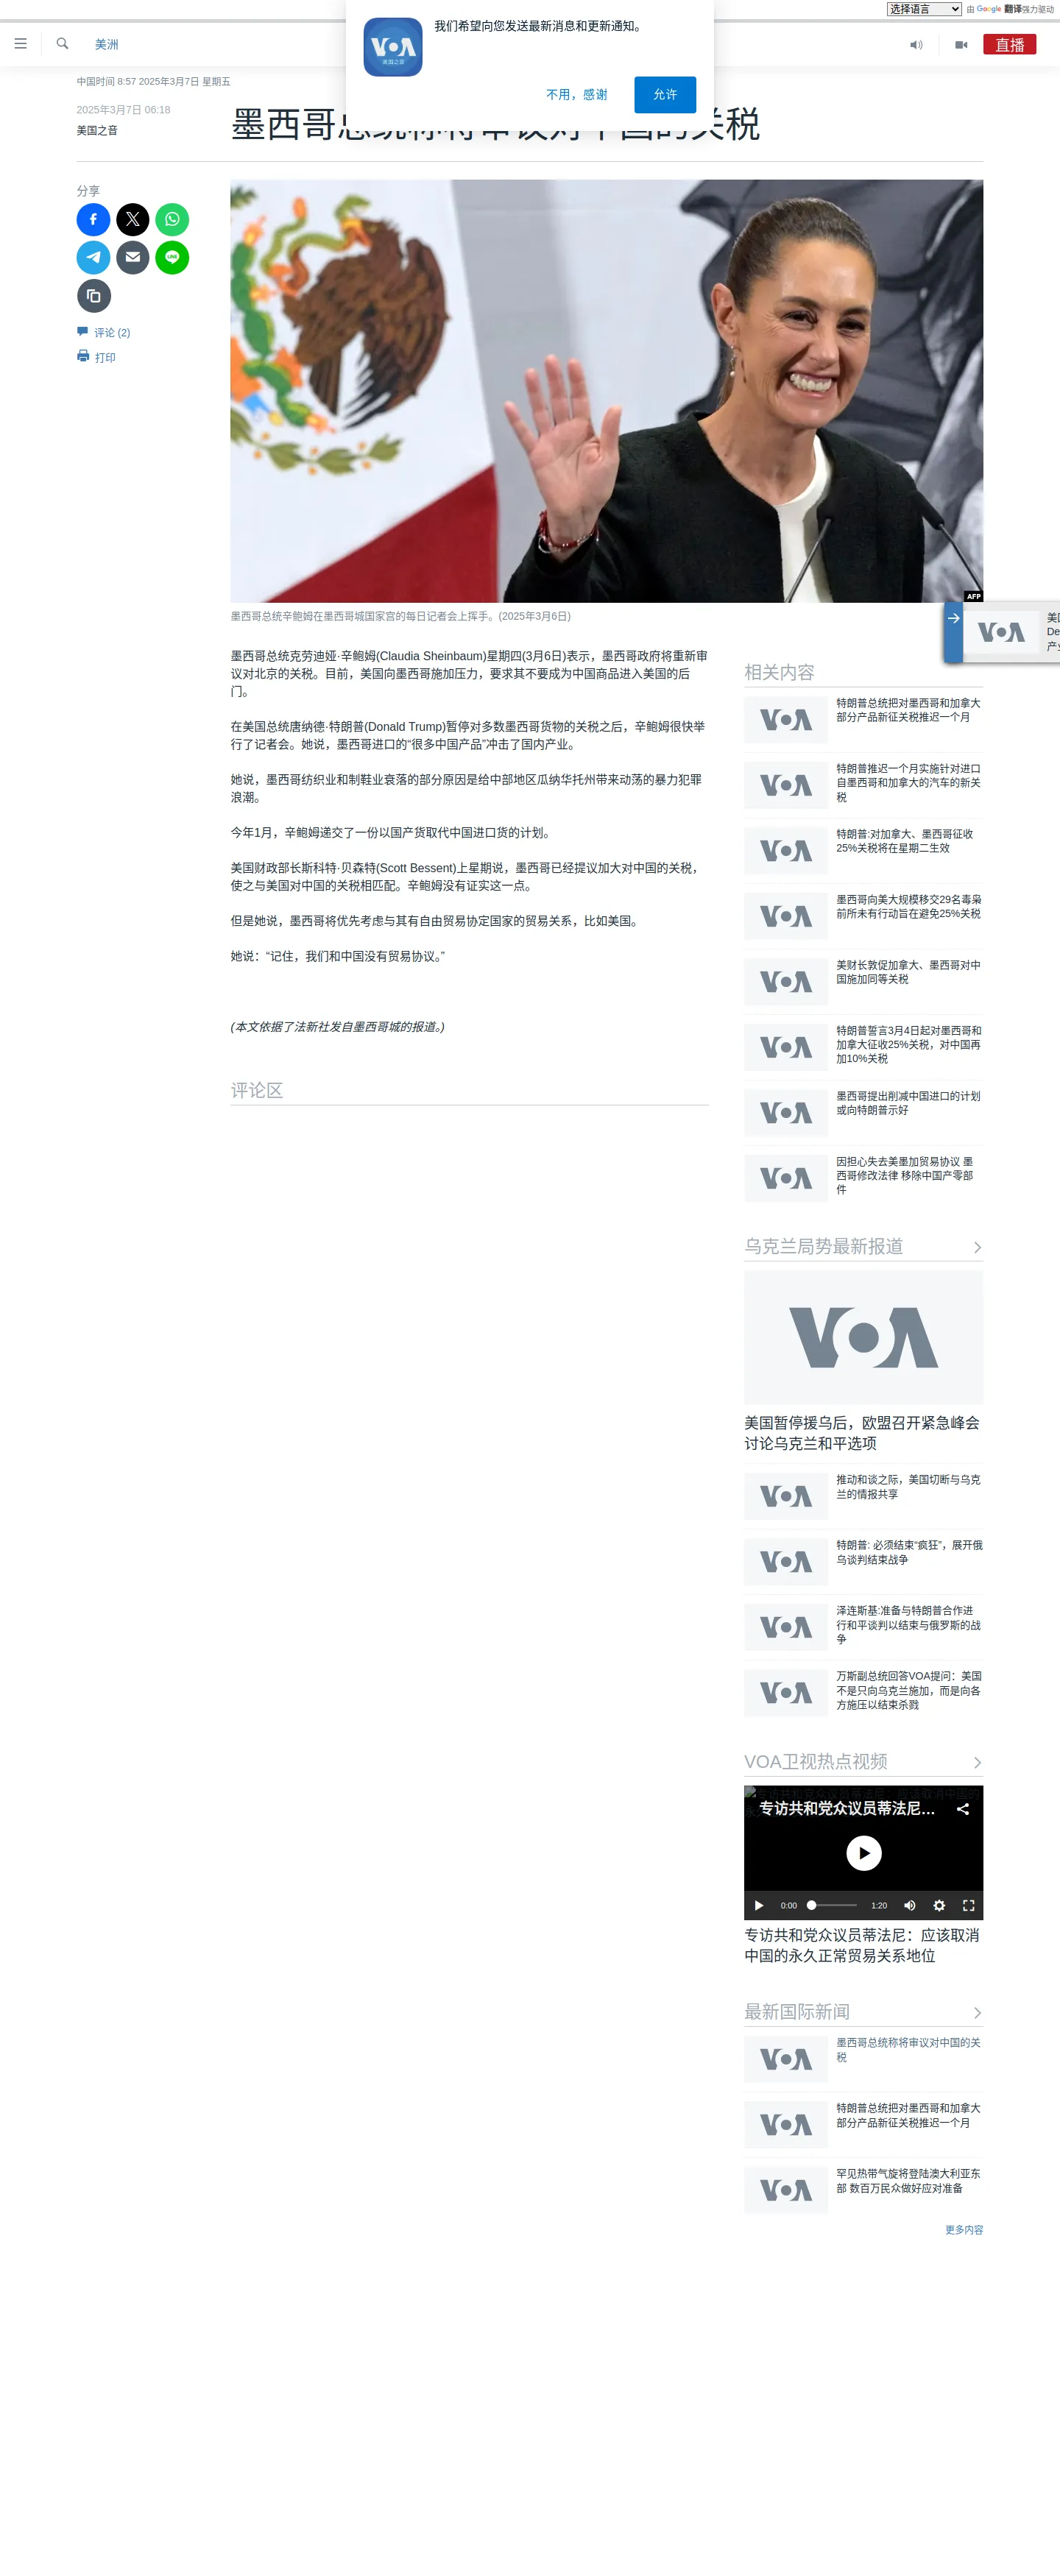 选择语言
由 Google 翻译强力驱动
我们希望向您发送最新消息和更新通知。
VOA
美国之音
不用，感谢
允许
美洲
直播
中国时间 8:57 2025年3月7日 星期五
2025年3月7日 06:18
美国之音
墨西哥总统称将审议对中国的关税
分享
评论 (2)
打印
AFP
墨西哥总统辛鲍姆在墨西哥城国家宫的每日记者会上挥手。(2025年3月6日)
VOA
美国
De
产业
墨西哥总统克劳迪娅·辛鲍姆(Claudia Sheinbaum)星期四(3月6日)表示，墨西哥政府将重新审
议对北京的关税。目前，美国向墨西哥施加压力，要求其不要成为中国商品进入美国的后
门。
在美国总统唐纳德·特朗普(Donald Trump)暂停对多数墨西哥货物的关税之后，辛鲍姆很快举
行了记者会。她说，墨西哥进口的“很多中国产品”冲击了国内产业。
她说，墨西哥纺织业和制鞋业衰落的部分原因是给中部地区瓜纳华托州带来动荡的暴力犯罪
浪潮。
今年1月，辛鲍姆递交了一份以国产货取代中国进口货的计划。
美国财政部长斯科特·贝森特(Scott Bessent)上星期说，墨西哥已经提议加大对中国的关税，
使之与美国对中国的关税相匹配。辛鲍姆没有证实这一点。
但是她说，墨西哥将优先考虑与其有自由贸易协定国家的贸易关系，比如美国。
她说：“记住，我们和中国没有贸易协议。”
(本文依据了法新社发自墨西哥城的报道。)
评论区
相关内容
VOA
特朗普总统把对墨西哥和加拿大
部分产品新征关税推迟一个月
VOA
特朗普推迟一个月实施针对进口
自墨西哥和加拿大的汽车的新关
税
VOA
特朗普:对加拿大、墨西哥征收
25%关税将在星期二生效
VOA
墨西哥向美大规模移交29名毒枭
前所未有行动旨在避免25%关税
VOA
美财长敦促加拿大、墨西哥对中
国施加同等关税
VOA
特朗普誓言3月4日起对墨西哥和
加拿大征收25%关税，对中国再
加10%关税
VOA
墨西哥提出削减中国进口的计划
或向特朗普示好
VOA
因担心失去美墨加贸易协议 墨
西哥修改法律 移除中国产零部
件
乌克兰局势最新报道
VOA
美国暂停援乌后，欧盟召开紧急峰会
讨论乌克兰和平选项
VOA
推动和谈之际，美国切断与乌克
兰的情报共享
VOA
特朗普: 必须结束“疯狂”，展开俄
乌谈判结束战争
VOA
泽连斯基:准备与特朗普合作进
行和平谈判以结束与俄罗斯的战
争
VOA
万斯副总统回答VOA提问：美国
不是只向乌克兰施加，而是向各
方施压以结束杀戮
VOA卫视热点视频
专访共和党众议员蒂法尼...
0:00
1:20
专访共和党众议员蒂法尼：应该取消
中国的永久正常贸易关系地位
最新国际新闻
VOA
墨西哥总统称将审议对中国的关
税
VOA
特朗普总统把对墨西哥和加拿大
部分产品新征关税推迟一个月
VOA
罕见热带气旋将登陆澳大利亚东
部 数百万民众做好应对准备
更多内容